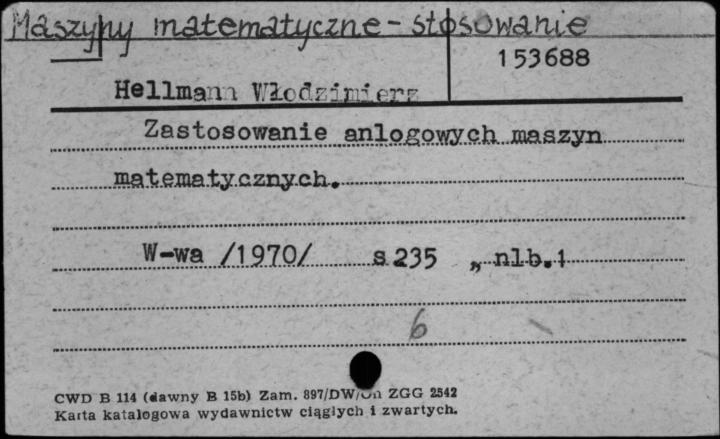 Maszyny matematyczne - stosowanie
153688
Hellmann Włodzimierz
Zastosowanie anlogowych maszyn
matematycznych.
W-wa /1970/ s 235 „ nlb.1
6
CWD B 114 (dawny B 15b) Zam. 897/DW/ ZGG 2542
Karta katalogowa wydawnictw ciągłych i zwartych.